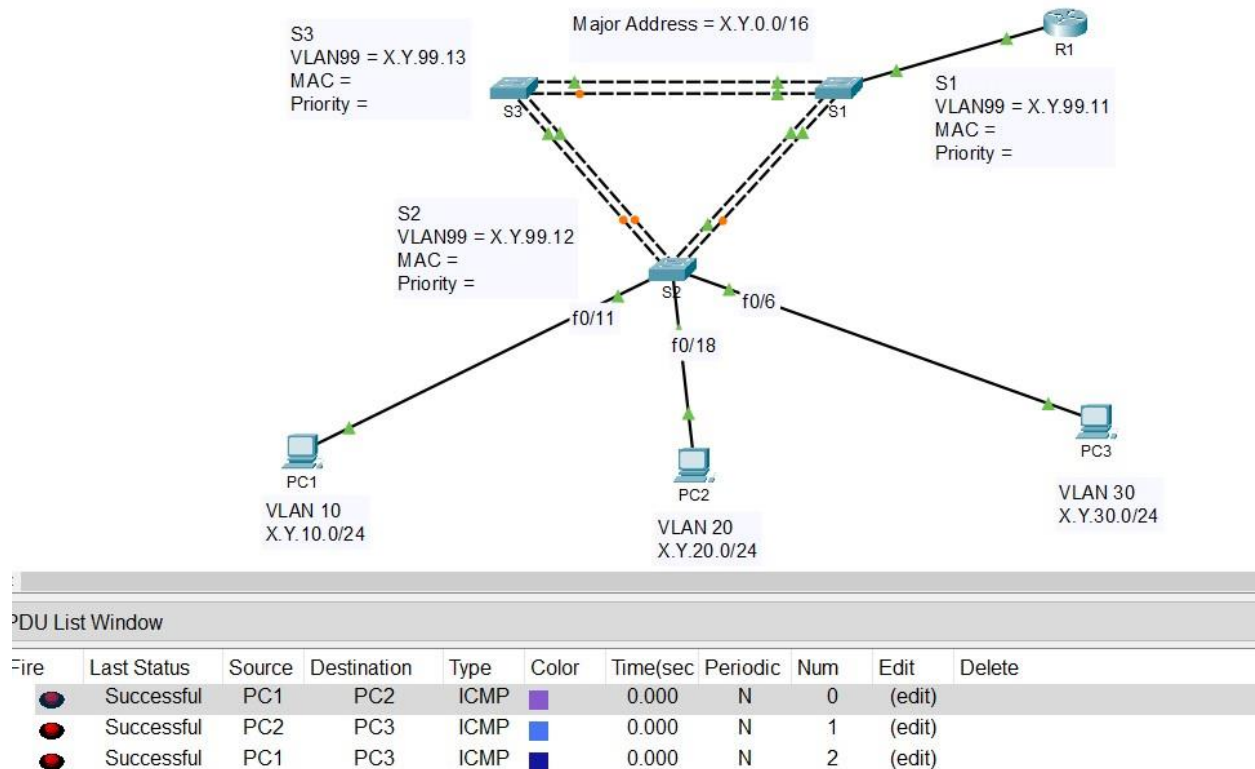 Major Address = X.Y.0.0/16
S3
VLAN99 = X.Y.99.13
MAC =
Priority =
R1
S3
S1
S1
VLAN99 = X.Y.99.11
MAC =
Priority =
S2
VLAN99 = X.Y.99.12
MAC =
Priority =
S2
f0/11
f0/18
f0/6
PC1
VLAN 10
X.Y.10.0/24
PC2
VLAN 20
X.Y.20.0/24
PC3
VLAN 30
X.Y.30.0/24
PDU List Window
Fire Last Status Source Destination Type Color Time(sec Periodic Num Edit Delete
Successful PC1 PC2 ICMP 0.000 N 0 (edit)
Successful PC2 PC3 ICMP 0.000 N 1 (edit)
Successful PC1 PC3 ICMP 0.000 N 2 (edit)